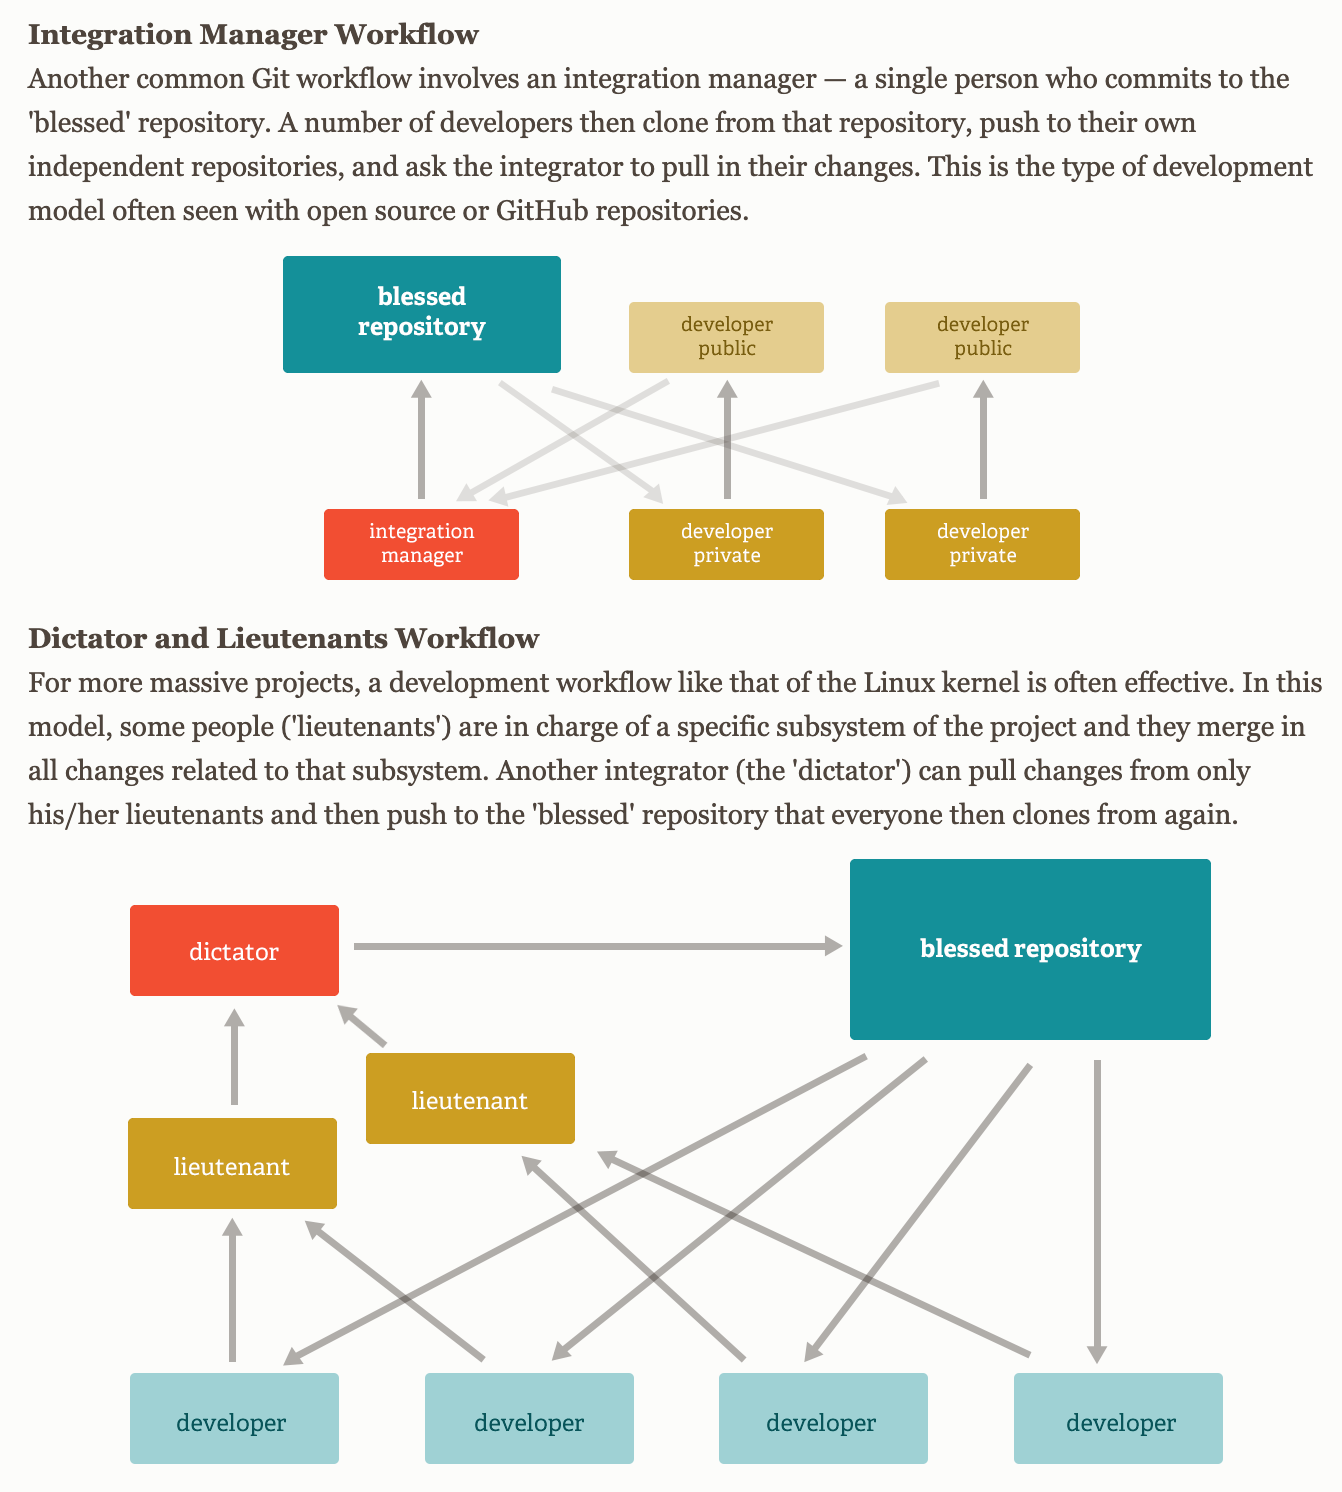 Integration Manager Workflow
Another common Git workflow involves an integration manager — a single person who commits to the
'blessed' repository. A number of developers then clone from that repository, push to their own
independent repositories, and ask the integrator to pull in their changes. This is the type of development
model often seen with open source or GitHub repositories.
blessed
repository
developer
public
developer
public
integration
manager
developer
private
developer
private
Dictator and Lieutenants Workflow
For more massive projects, a development workflow like that of the Linux kernel is often effective. In this
model, some people ('lieutenants') are in charge of a specific subsystem of the project and they merge in
all changes related to that subsystem. Another integrator (the 'dictator') can pull changes from only
his/her lieutenants and then push to the 'blessed' repository that everyone then clones from again.
dictator
blessed repository
lieutenant
lieutenant
developer
developer
developer
developer